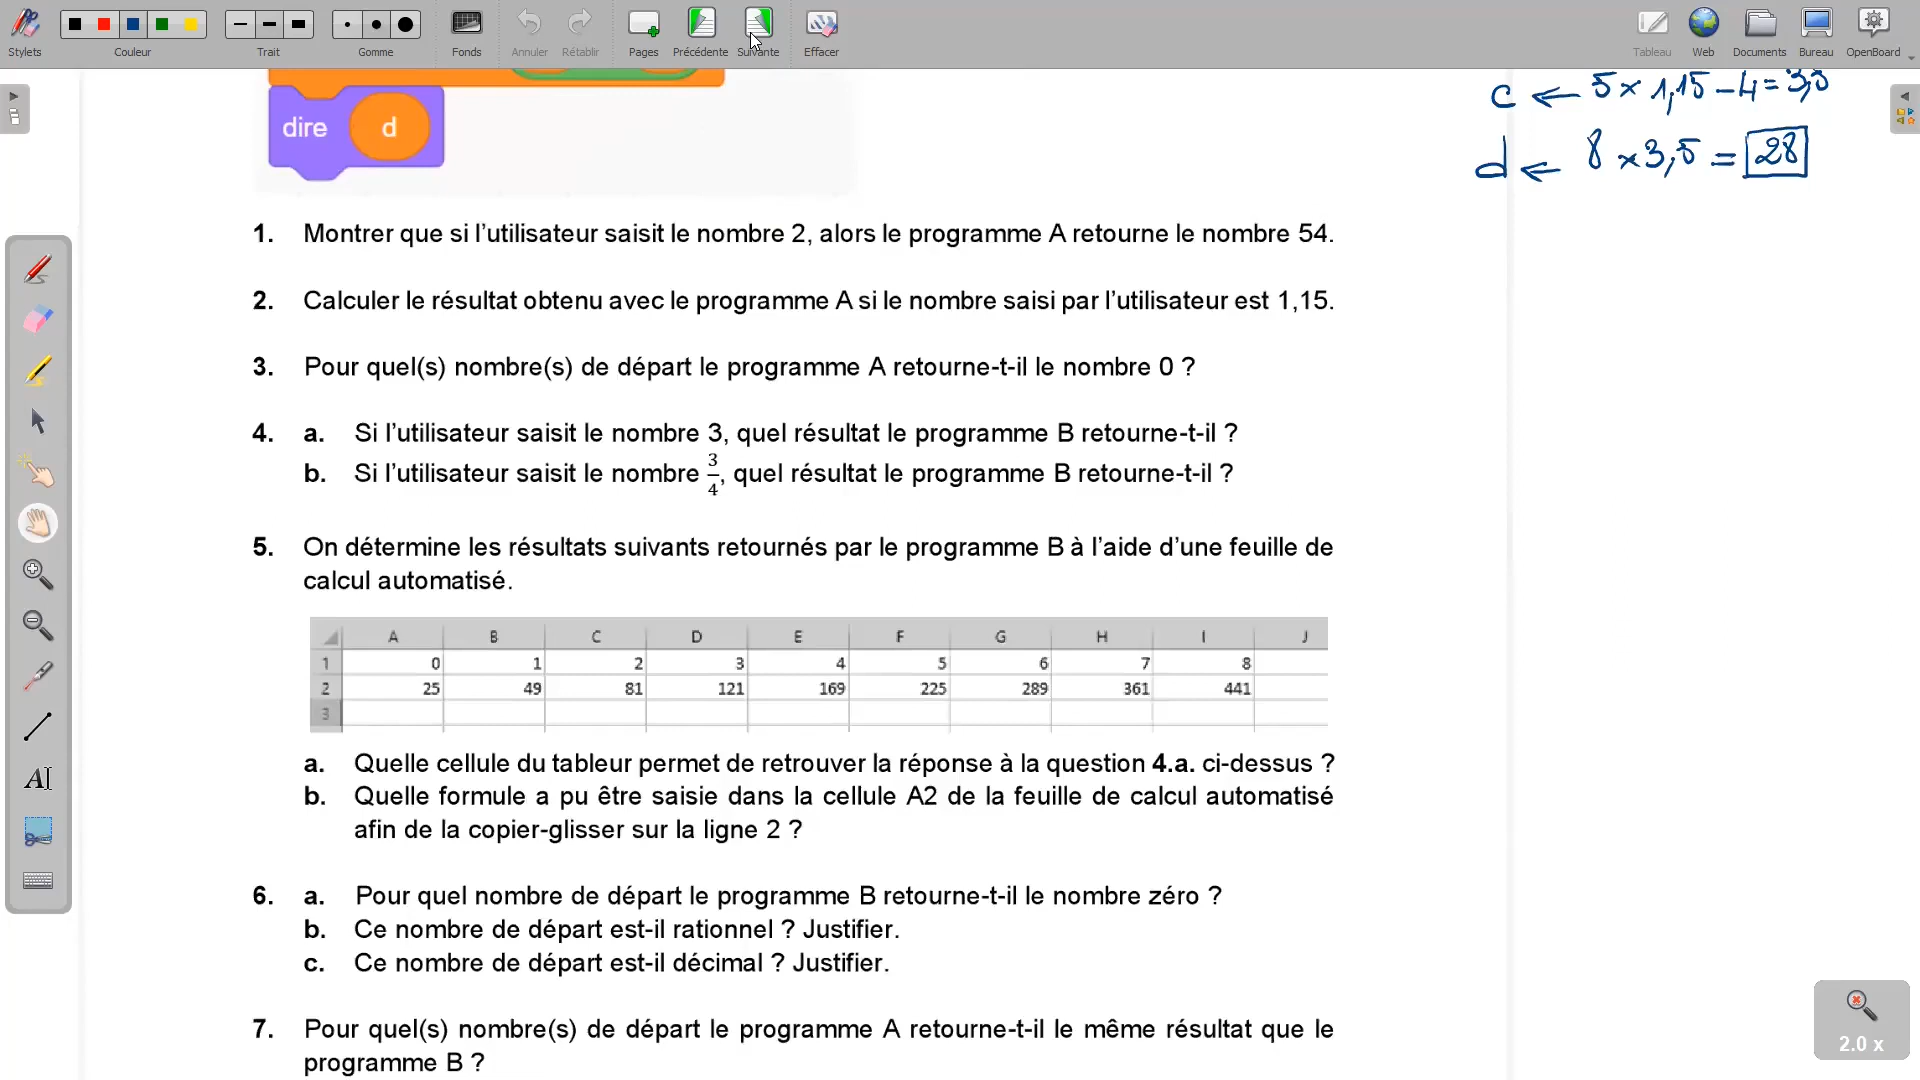 Stylets Couleur Trait Gomme Fonds Annuler Rétablir Pages Précédente Suivante Effacer Tableau Web Documents Bureau OpenBoard
c ← 5 × 1,15 – 4 = 3,5
dire d
d ← 8 × 3,5 = 28
1. Montrer que si l’utilisateur saisit le nombre 2, alors le programme A retourne le nombre 54.
2. Calculer le résultat obtenu avec le programme A si le nombre saisi par l’utilisateur est 1,15.
3. Pour quel(s) nombre(s) de départ le programme A retourne-t-il le nombre 0 ?
4. a. Si l’utilisateur saisit le nombre 3, quel résultat le programme B retourne-t-il ?
b. Si l’utilisateur saisit le nombre 3/4, quel résultat le programme B retourne-t-il ?
5. On détermine les résultats suivants retournés par le programme B à l’aide d’une feuille de
calcul automatisé.
A B C D E F G H I J
1 0 1 2 3 4 5 6 7 8
2 25 49 81 121 169 225 289 361 441
3
a. Quelle cellule du tableur permet de retrouver la réponse à la question 4.a. ci-dessus ?
b. Quelle formule a pu être saisie dans la cellule A2 de la feuille de calcul automatisé
afin de la copier-glisser sur la ligne 2 ?
6. a. Pour quel nombre de départ le programme B retourne-t-il le nombre zéro ?
b. Ce nombre de départ est-il rationnel ? Justifier.
c. Ce nombre de départ est-il décimal ? Justifier.
7. Pour quel(s) nombre(s) de départ le programme A retourne-t-il le même résultat que le
programme B ?
2.0 x